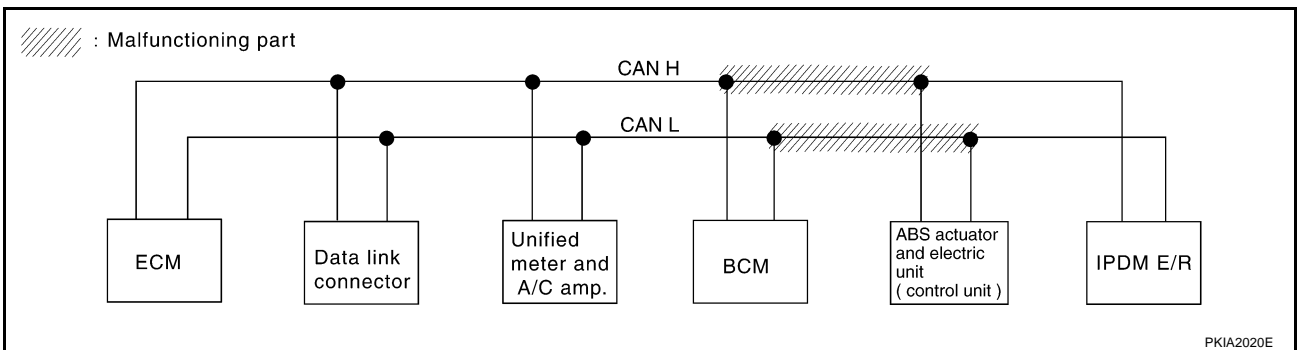 : Malfunctioning part
CAN H
CAN L
ECM
Data link
connector
Unified
meter and
A/C amp.
BCM
ABS actuator
and electric
unit
( control unit )
IPDM E/R
PKIA2020E